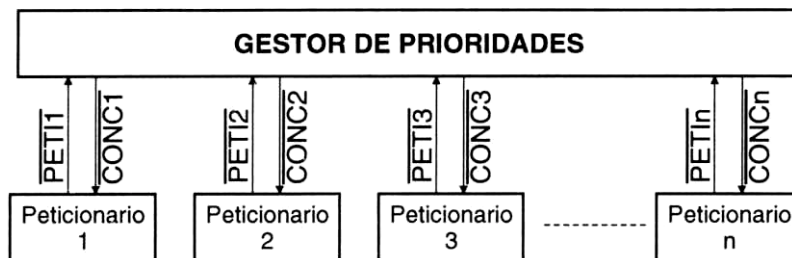 GESTOR DE PRIORIDADES
PETI1
CONC1
PETI2
CONC2
PETI3
CONC3
PETIn
CONCn
Peticionario
1
Peticionario
2
Peticionario
3
Peticionario
n